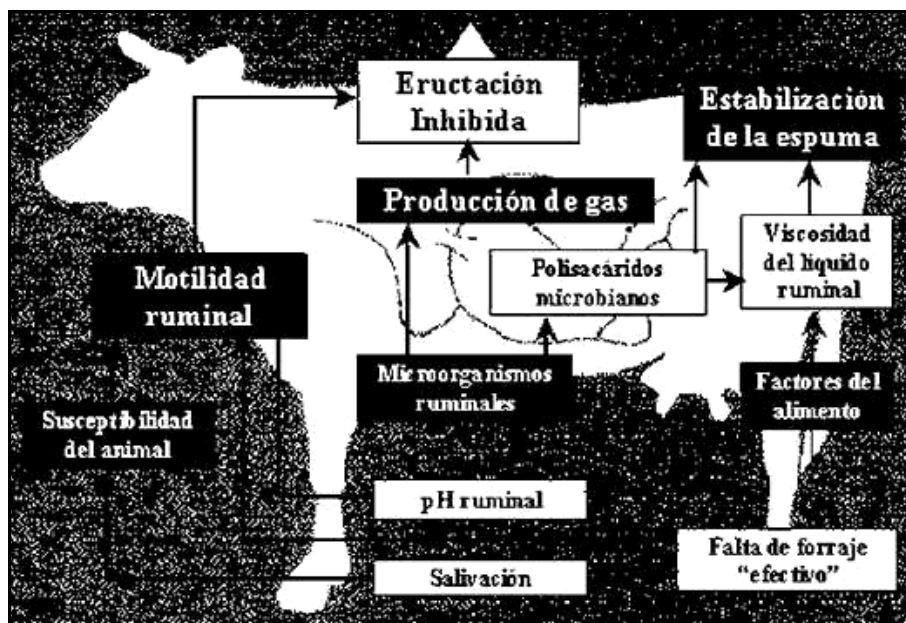 Eructación
Inhibida
Estabilización
de la espuma
Producción de gas
Viscosidad
del líquido
ruminal
Polisacáridos
microbianos
Motilidad
ruminal
Microorganismos
ruminales
Factores del
alimento
Susceptibilidad
del animal
pH ruminal
Falta de forraje
“efectivo”
Salivación